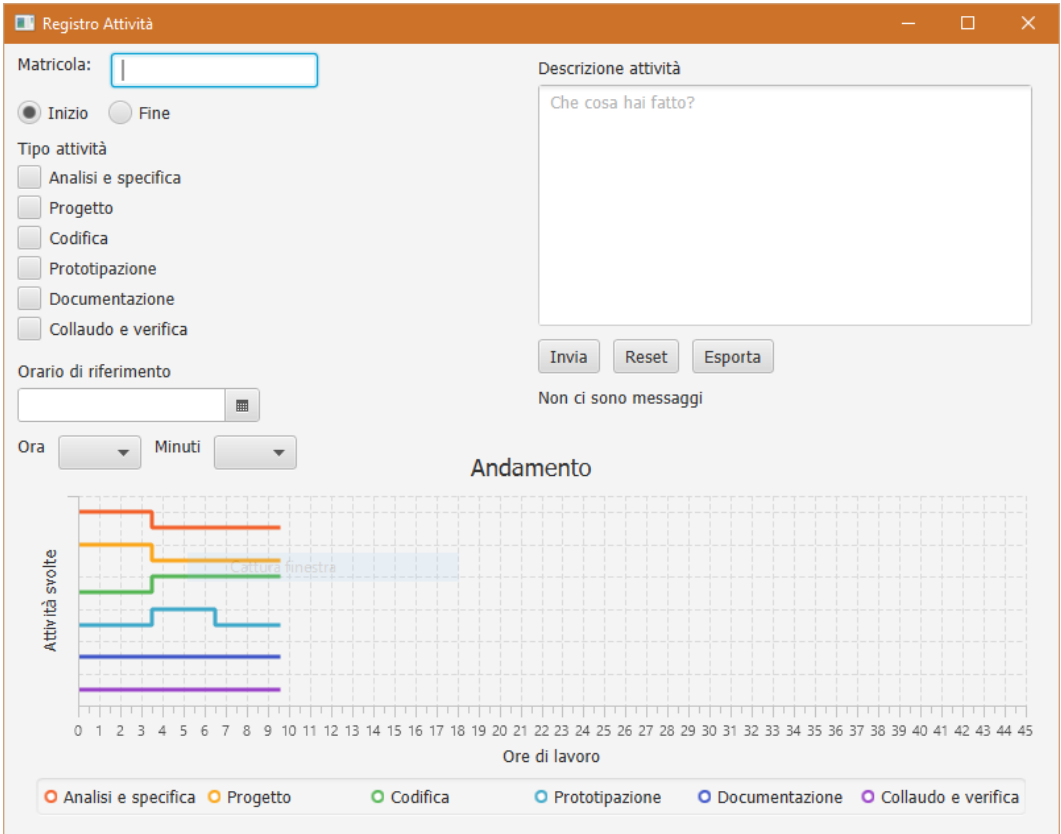 Registro Attività
Matricola:
Inizio Fine
Tipo attività
Analisi e specifica
Progetto
Codifica
Prototipazione
Documentazione
Collaudo e verifica
Orario di riferimento
Ora Minuti
Descrizione attività
Che cosa hai fatto?
Invia Reset Esporta
Non ci sono messaggi
Andamento
Cattura finestra
Attività svolte
0 1 2 3 4 5 6 7 8 9 10 11 12 13 14 15 16 17 18 19 20 21 22 23 24 25 26 27 28 29 30 31 32 33 34 35 36 37 38 39 40 41 42 43 44 45
Ore di lavoro
Analisi e specifica Progetto Codifica Prototipazione Documentazione Collaudo e verifica